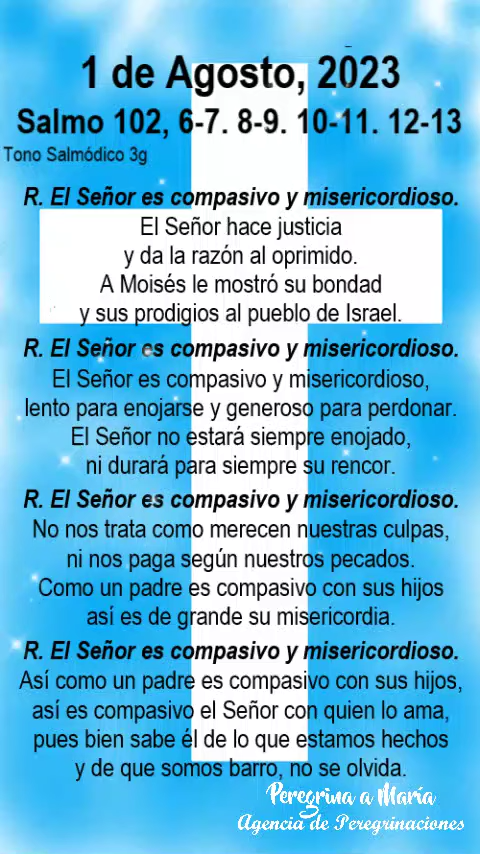 1 de Agosto, 2023
Salmo 102, 6-7. 8-9. 10-11. 12-13
Tono Salmódico 3g
R. El Señor es compasivo y misericordioso.
El Señor hace justicia
y da la razón al oprimido.
A Moisés le mostró su bondad
y sus prodigios al pueblo de Israel.
R. El Señor es compasivo y misericordioso.
El Señor es compasivo y misericordioso,
lento para enojarse y generoso para perdonar.
El Señor no estará siempre enojado,
ni durará para siempre su rencor.
R. El Señor es compasivo y misericordioso.
No nos trata como merecen nuestras culpas,
ni nos paga según nuestros pecados.
Como un padre es compasivo con sus hijos
así es de grande su misericordia.
R. El Señor es compasivo y misericordioso.
Así como un padre es compasivo con sus hijos,
así es compasivo el Señor con quien lo ama,
pues bien sabe él de lo que estamos hechos
y de que somos barro, no se olvida.
Peregrina a María
Agencia de Peregrinaciones